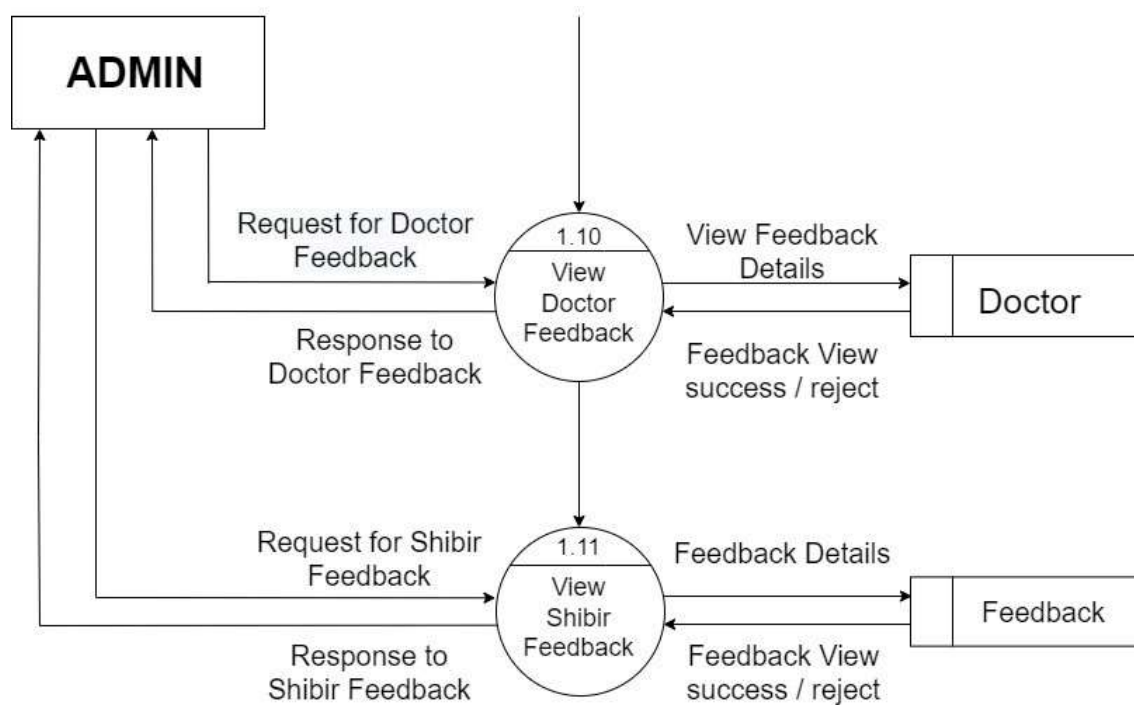 ADMIN
Request for Doctor
Feedback
Response to
Doctor Feedback
1.10
View
Doctor
Feedback
View Feedback
Details
Feedback View
success / reject
Doctor
Request for Shibir
Feedback
Response to
Shibir Feedback
1.11
View
Shibir
Feedback
Feedback Details
Feedback View
success / reject
Feedback